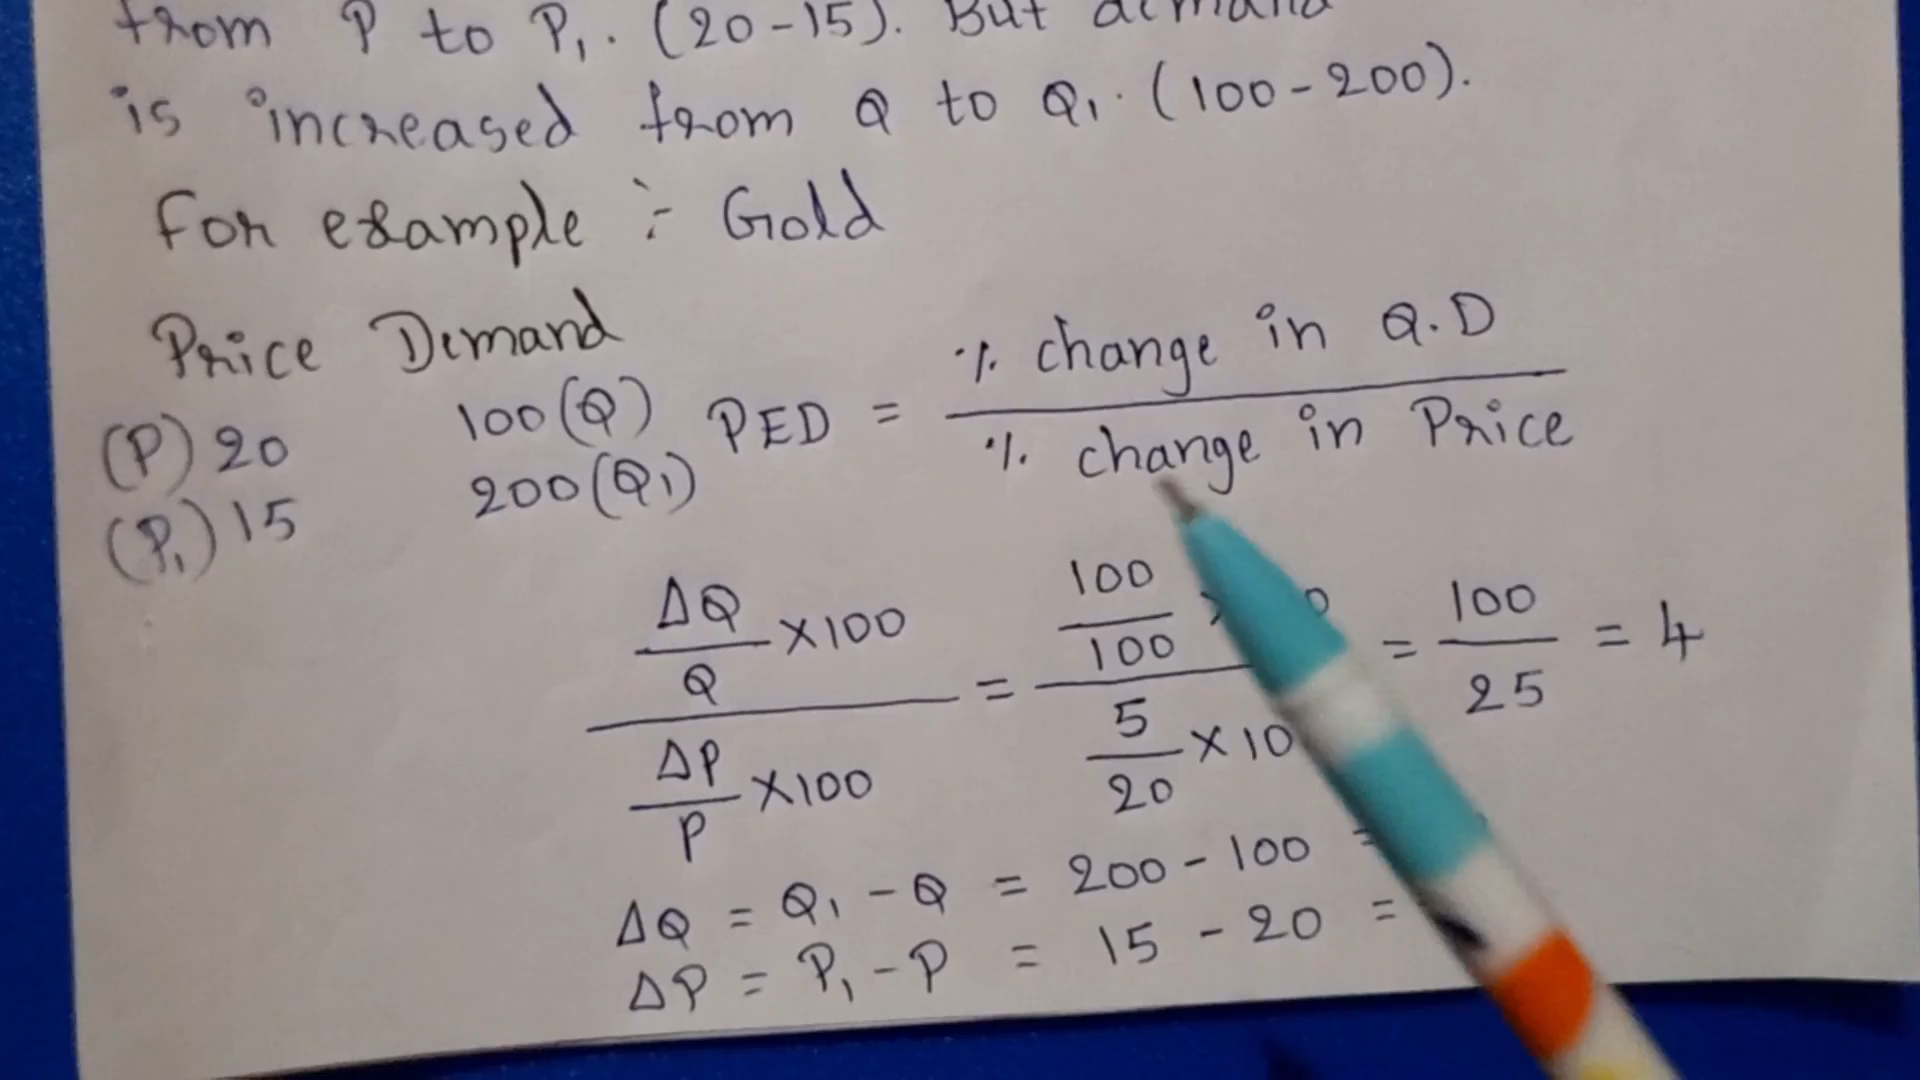 from P to P₁. (20-15). But demand
is increased from Q to Q₁. (100-200).
For example :- Gold
Price Demand
(P) 20 100(Q)
(P₁) 15 200(Q₁)
PED = % change in Q.D
% change in Price
ΔQ/Q ×100 = 100/100 = 100/25 = 4
ΔP/P ×100 5/20 ×10
ΔQ = Q₁ - Q = 200 - 100 =
ΔP = P₁ - P = 15 - 20 =